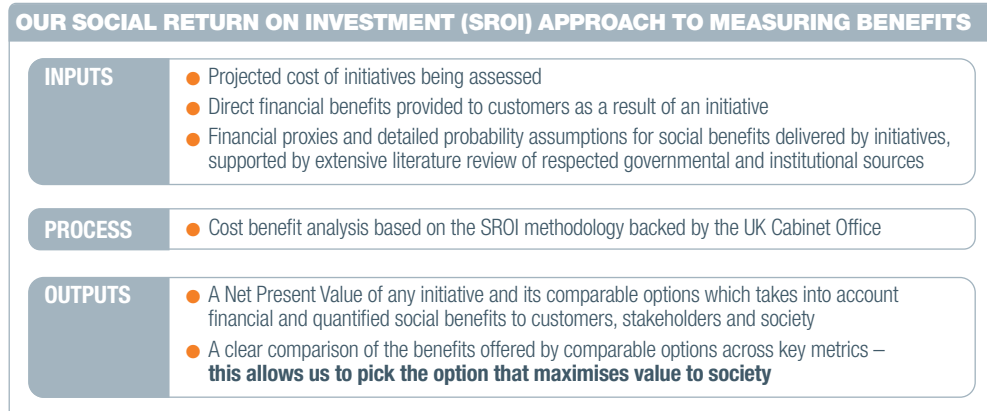 OUR SOCIAL RETURN ON INVESTMENT (SROI) APPROACH TO MEASURING BENEFITS
INPUTS
● Projected cost of initiatives being assessed
● Direct financial benefits provided to customers as a result of an initiative
● Financial proxies and detailed probability assumptions for social benefits delivered by initiatives,
supported by extensive literature review of respected governmental and institutional sources
PROCESS
● Cost benefit analysis based on the SROI methodology backed by the UK Cabinet Office
OUTPUTS
● A Net Present Value of any initiative and its comparable options which takes into account
financial and quantified social benefits to customers, stakeholders and society
● A clear comparison of the benefits offered by comparable options across key metrics –
this allows us to pick the option that maximises value to society